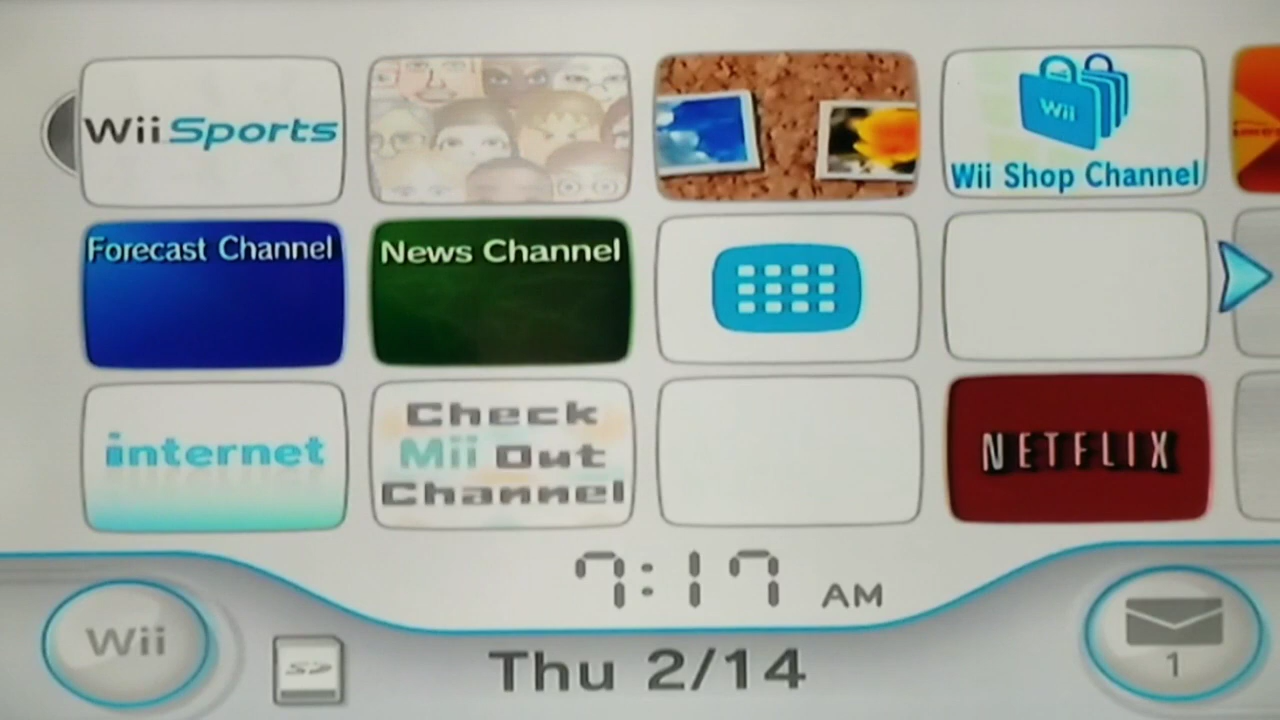 Wii Sports
Wii
Wii Shop Channel
Forecast Channel
News Channel
internet
Check
Mii Out
Channel
NETFLIX
7:17 AM
Wii
SD
Thu 2/14
1